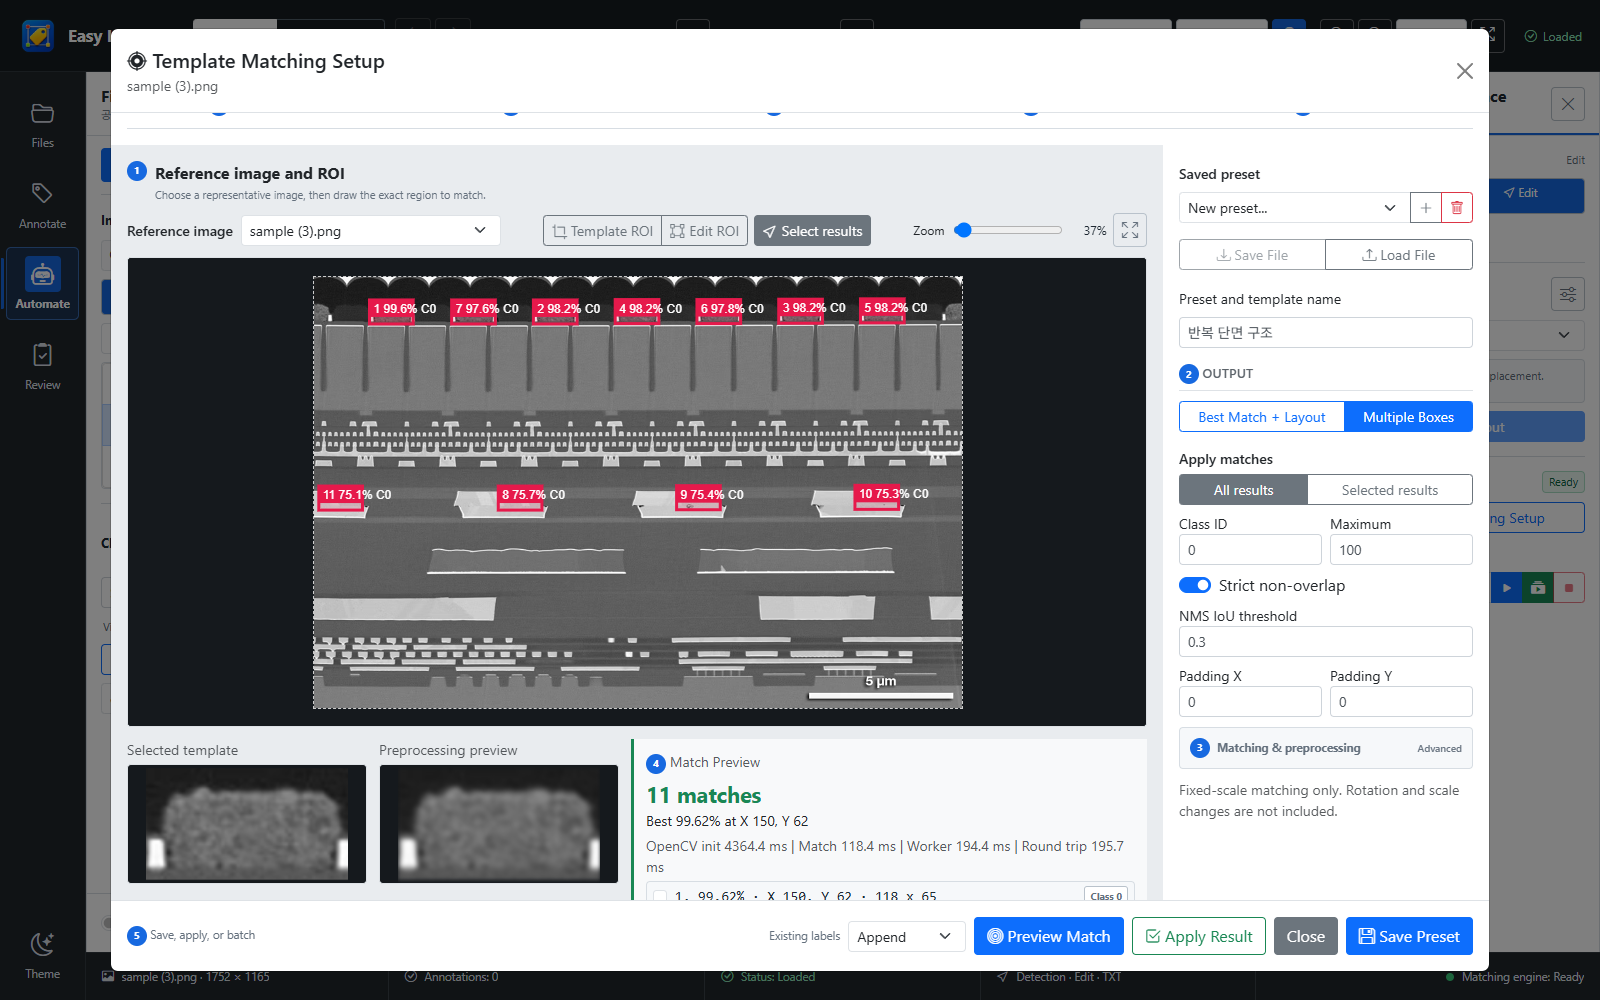 Easy
Loaded
Template Matching Setup
sample (3).png
Files
Annotate
Automate
Review
Theme
1 Reference image and ROI
Choose a representative image, then draw the exact region to match.
Reference image sample (3).png Template ROI Edit ROI Select results Zoom 37%
1 99.6% C0 7 97.6% C0 2 98.2% C0 4 98.2% C0 6 97.8% C0 3 98.2% C0 5 98.2% C0
11 75.1% C0 8 75.7% C0 9 75.4% C0 10 75.3% C0
5 μm
Selected template
Preprocessing preview
4 Match Preview
11 matches
Best 99.62% at X 150, Y 62
OpenCV init 4364.4 ms | Match 118.4 ms | Worker 194.4 ms | Round trip 195.7
ms
1. 99.62% · X 150, Y 62 · 118 x 65 Class 0
Saved preset
New preset...
Save File Load File
Preset and template name
반복 단면 구조
2 OUTPUT
Best Match + Layout Multiple Boxes
Apply matches
All results Selected results
Class ID Maximum
0 100
Strict non-overlap
NMS IoU threshold
0.3
Padding X Padding Y
0 0
3 Matching & preprocessing Advanced
Fixed-scale matching only. Rotation and scale
changes are not included.
5 Save, apply, or batch
Existing labels Append Preview Match Apply Result Close Save Preset
ce
Edit
Edit
placement.
out
Ready
ng Setup
sample (3).png · 1752 × 1165 Annotations: 0 Status: Loaded Detection · Edit · TXT Matching engine: Ready